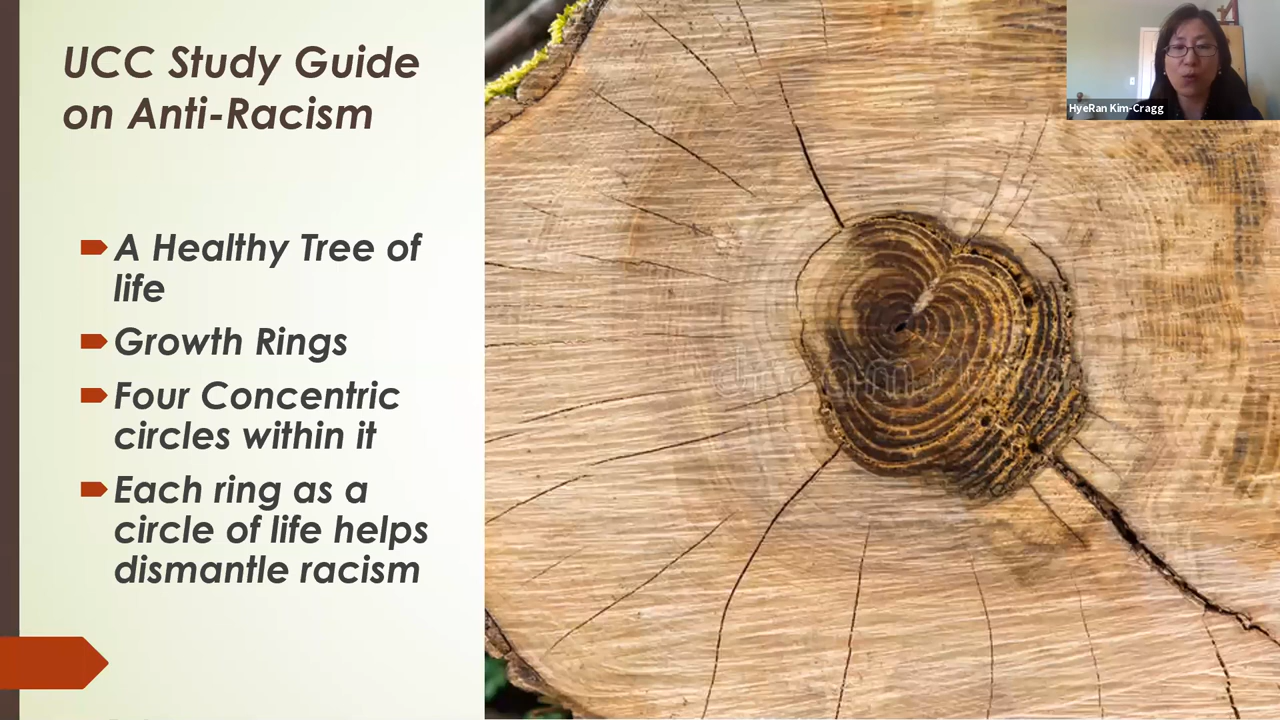 UCC Study Guide
on Anti-Racism
A Healthy Tree of
life
Growth Rings
Four Concentric
circles within it
Each ring as a
circle of life helps
dismantle racism
HyeRan Kim-Cragg